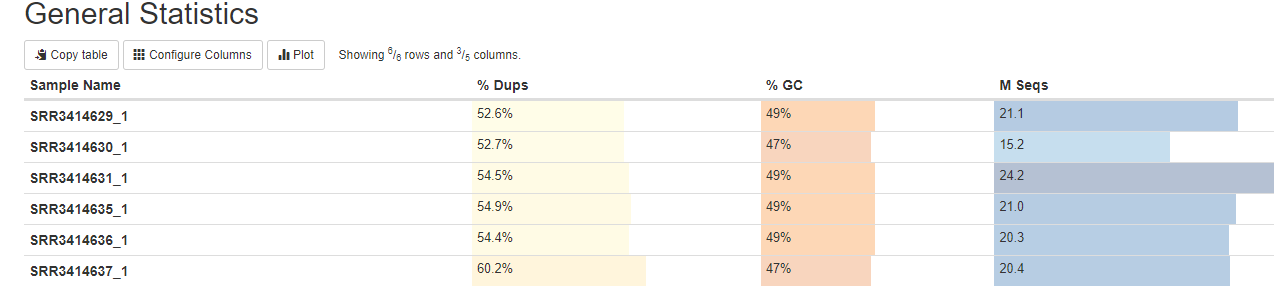 General Statistics
Copy table Configure Columns Plot Showing 6/6 rows and 3/5 columns.
Sample Name % Dups % GC M Seqs
SRR3414629_1 52.6% 49% 21.1
SRR3414630_1 52.7% 47% 15.2
SRR3414631_1 54.5% 49% 24.2
SRR3414635_1 54.9% 49% 21.0
SRR3414636_1 54.4% 49% 20.3
SRR3414637_1 60.2% 47% 20.4